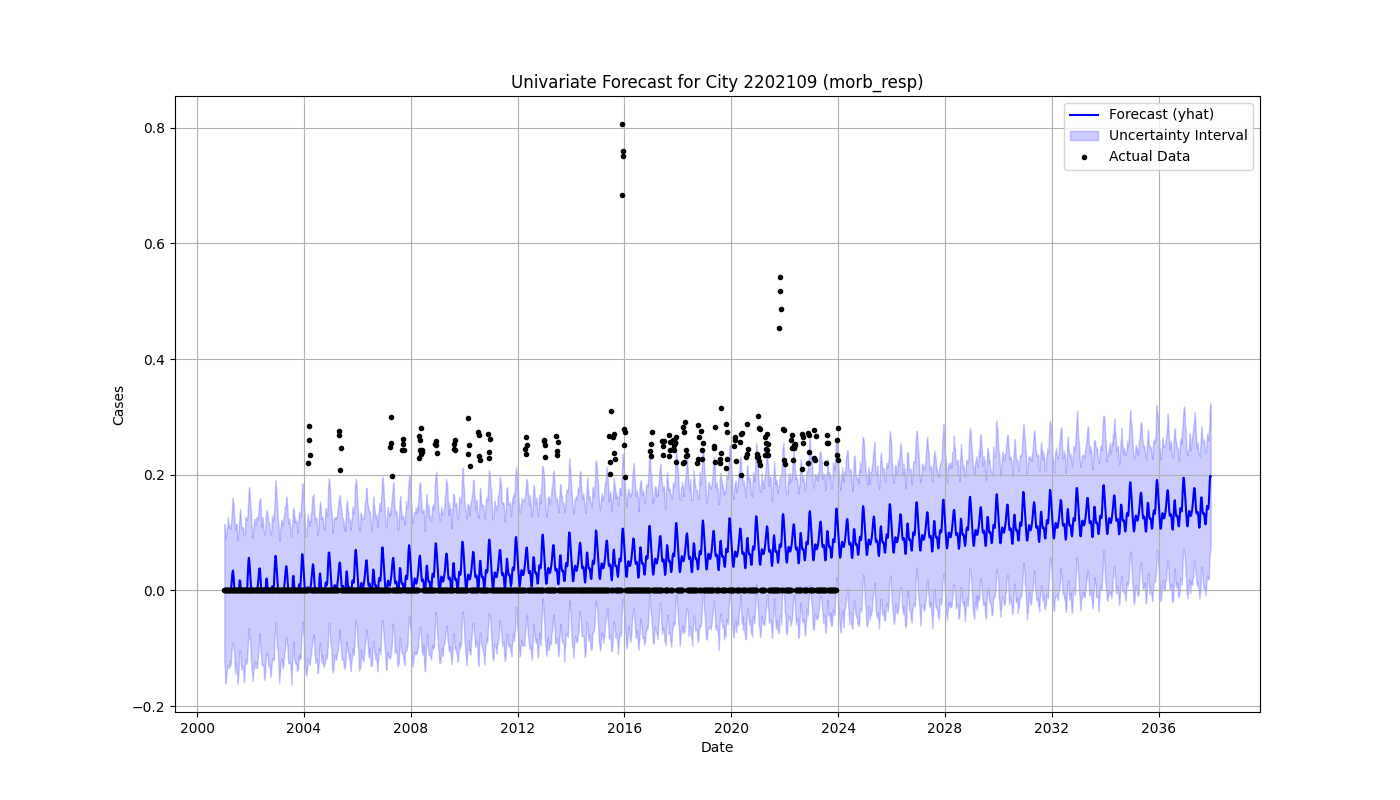 Univariate Forecast for City 2202109 (morb_resp)
Forecast (yhat)
Uncertainty Interval
Actual Data
Cases
0.8
0.6
0.4
0.2
0.0
−0.2
2000 2004 2008 2012 2016 2020 2024 2028 2032 2036
Date